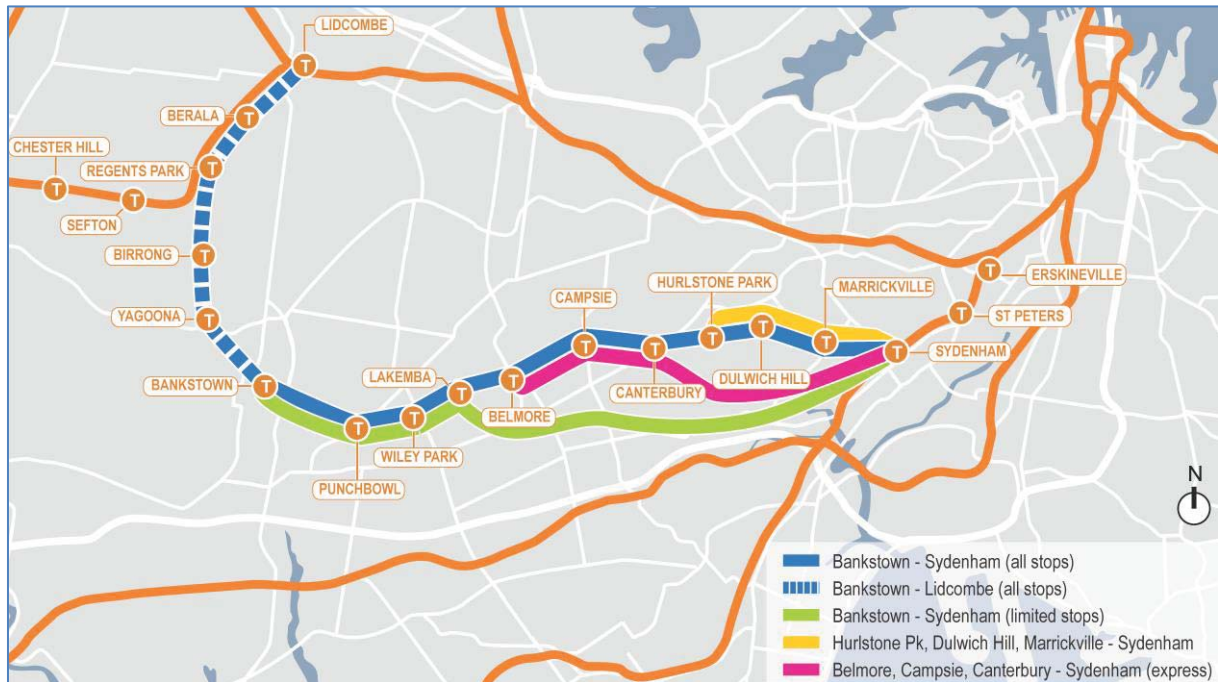 LIDCOMBE
T
BERALA
T
CHESTER HILL
T
REGENTS PARK
T
T
SEFTON
BIRRONG
T
HURLSTONE PARK
MARRICKVILLE
T
ERSKINEVILLE
CAMPSIE
YAGOONA
T
T
ST PETERS
T
T
T
T
T
T
T
SYDENHAM
LAKEMBA
BANKSTOWN
T
T
T
CANTERBURY
DULWICH HILL
BELMORE
T
T
WILEY PARK
PUNCHBOWL
N
Bankstown - Sydenham (all stops)
Bankstown - Lidcombe (all stops)
Bankstown - Sydenham (limited stops)
Hurlstone Pk, Dulwich Hill, Marrickville - Sydenham
Belmore, Campsie, Canterbury - Sydenham (express)